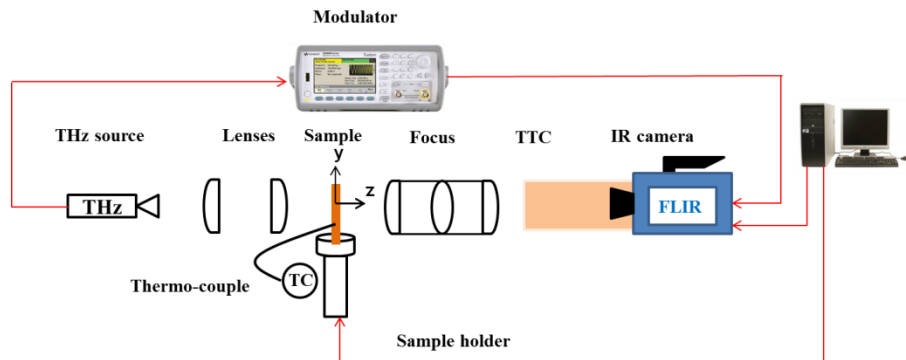 Modulator
THz source
Lenses
Sample
Focus
TTC
IR camera
y
z
THz
FLIR
TC
Thermo-couple
Sample holder